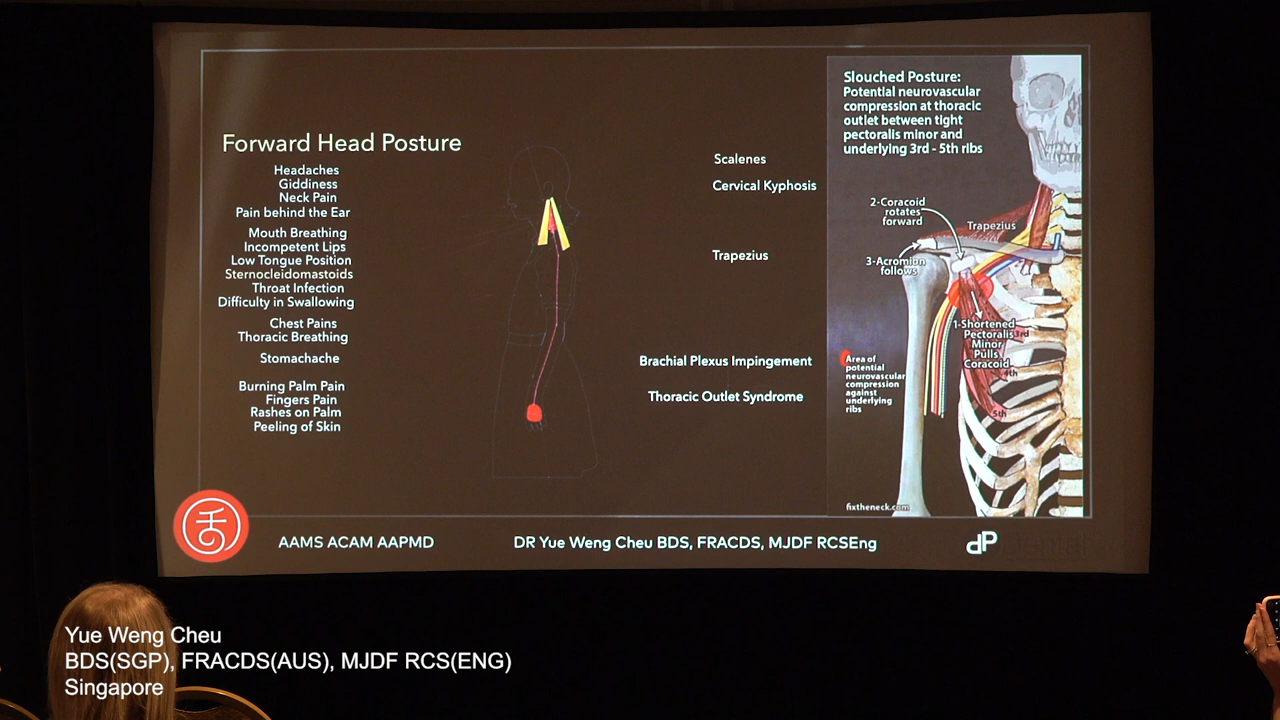 Forward Head Posture
Headaches
Giddiness
Neck Pain
Pain behind the Ear
Mouth Breathing
Incompetent Lips
Low Tongue Position
Sternocleidomastoids
Throat Infection
Difficulty in Swallowing
Chest Pains
Thoracic Breathing
Stomachache
Burning Palm Pain
Fingers Pain
Rashes on Palm
Peeling of Skin
Scalenes
Cervical Kyphosis
Trapezius
Brachial Plexus Impingement
Thoracic Outlet Syndrome
Slouched Posture:
Potential neurovascular
compression at thoracic
outlet between tight
pectoralis minor and
underlying 3rd - 5th ribs
2-Coracoid
rotates
forward
Trapezius
3-Acromion
follows
1-Shortened
Pectoralis
Minor
Pulls
Coracoid
3rd
4th
5th
Area of
potential
neurovascular
compression
against
underlying
ribs
fixtheneck.com
舌
AAMS ACAM AAPMD
DR Yue Weng Cheu BDS, FRACDS, MJDF RCSEng
dP
Yue Weng Cheu
BDS(SGP), FRACDS(AUS), MJDF RCS(ENG)
Singapore